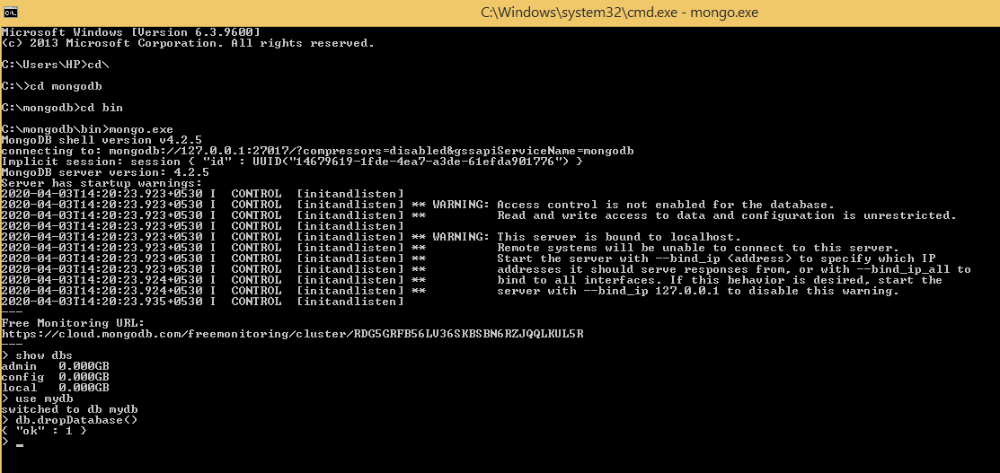 C:\Windows\system32\cmd.exe - mongo.exe
Microsoft Windows [Version 6.3.9600]
(c) 2013 Microsoft Corporation. All rights reserved.
C:\Users\HP>cd\
C:\>cd mongodb
C:\mongodb>cd bin
C:\mongodb\bin>mongo.exe
MongoDB shell version v4.2.5
connecting to: mongodb://127.0.0.1:27017/?compressors=disabled&gssapiServiceName=mongodb
Implicit session: session { "id" : UUID("14679619-1fde-4ea7-a3de-61efda901776") }
MongoDB server version: 4.2.5
Server has startup warnings:
2020-04-03T14:20:23.923+0530 I  CONTROL  [initandlisten]
2020-04-03T14:20:23.923+0530 I  CONTROL  [initandlisten] ** WARNING: Access control is not enabled for the database.
2020-04-03T14:20:23.923+0530 I  CONTROL  [initandlisten] **          Read and write access to data and configuration is unrestricted.
2020-04-03T14:20:23.923+0530 I  CONTROL  [initandlisten]
2020-04-03T14:20:23.923+0530 I  CONTROL  [initandlisten] ** WARNING: This server is bound to localhost.
2020-04-03T14:20:23.923+0530 I  CONTROL  [initandlisten] **          Remote systems will be unable to connect to this server.
2020-04-03T14:20:23.923+0530 I  CONTROL  [initandlisten] **          Start the server with --bind_ip <address> to specify which IP
2020-04-03T14:20:23.923+0530 I  CONTROL  [initandlisten] **          addresses it should serve responses from, or with --bind_ip_all to
2020-04-03T14:20:23.924+0530 I  CONTROL  [initandlisten] **          bind to all interfaces. If this behavior is desired, start the
2020-04-03T14:20:23.924+0530 I  CONTROL  [initandlisten] **          server with --bind_ip 127.0.0.1 to disable this warning.
2020-04-03T14:20:23.935+0530 I  CONTROL  [initandlisten]
---
Free Monitoring URL:
https://cloud.mongodb.com/freemonitoring/cluster/RDG5GRFB56LV36SKBSBN6RZJQQLKUL5R
---
> show dbs
admin   0.000GB
config  0.000GB
local   0.000GB
> use mydb
switched to db mydb
> db.dropDatabase()
{ "ok" : 1 }
> _